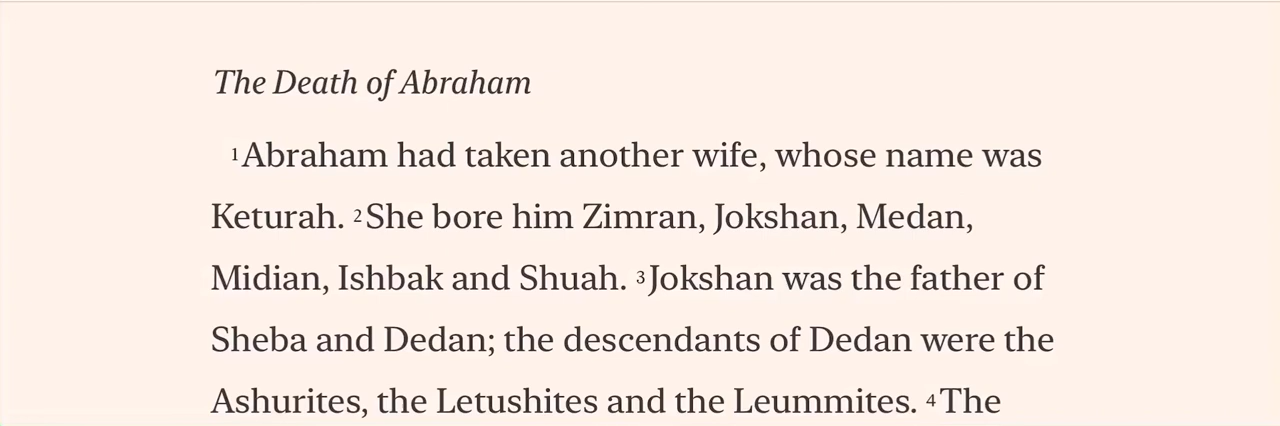 The Death of Abraham
1Abraham had taken another wife, whose name was
Keturah. 2She bore him Zimran, Jokshan, Medan,
Midian, Ishbak and Shuah. 3Jokshan was the father of
Sheba and Dedan; the descendants of Dedan were the
Ashurites, the Letushites and the Leummites. 4The